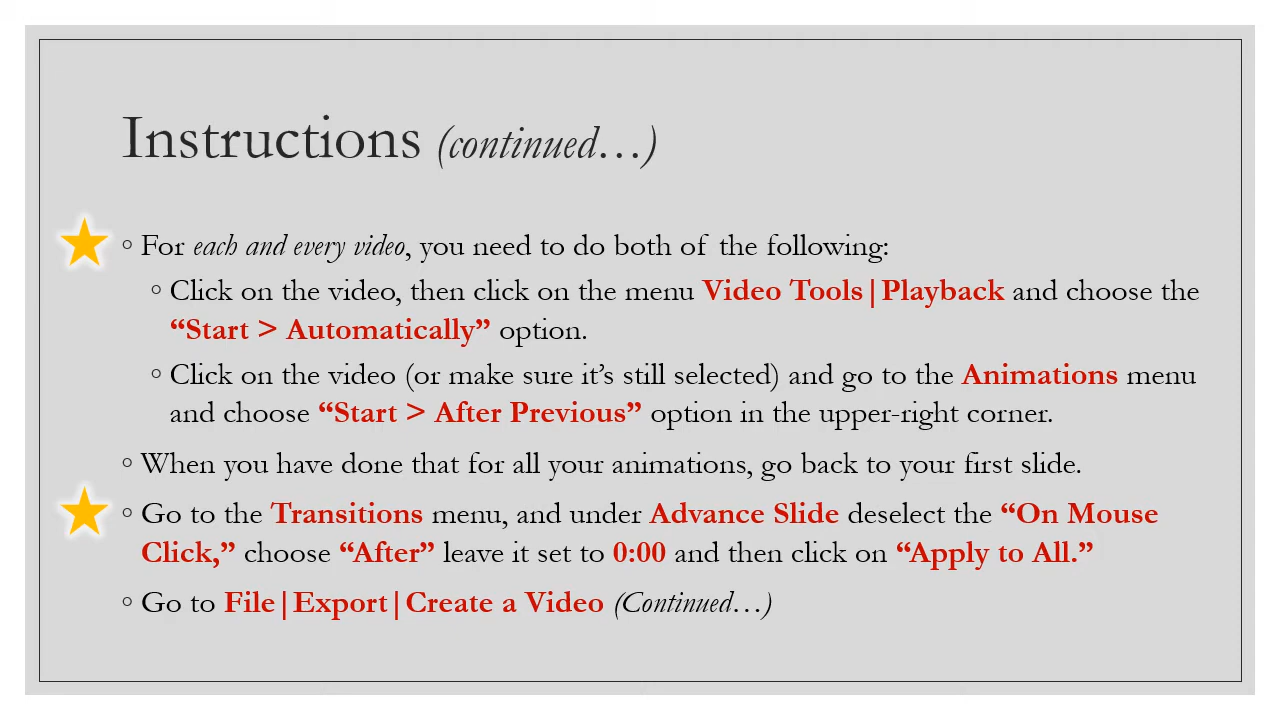 Instructions (continued…)
◦ For each and every video, you need to do both of the following:
◦ Click on the video, then click on the menu Video Tools|Playback and choose the
“Start > Automatically” option.
◦ Click on the video (or make sure it’s still selected) and go to the Animations menu
and choose “Start > After Previous” option in the upper-right corner.
◦ When you have done that for all your animations, go back to your first slide.
◦ Go to the Transitions menu, and under Advance Slide deselect the “On Mouse
Click,” choose “After” leave it set to 0:00 and then click on “Apply to All.”
◦ Go to File|Export|Create a Video (Continued…)